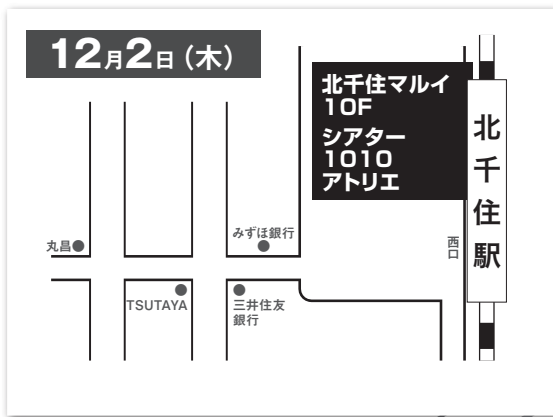 12月2日（木）
北千住マルイ
10F
シアター
1010
アトリエ
北千住駅
西口
みずほ銀行
丸昌
TSUTAYA
三井住友
銀行